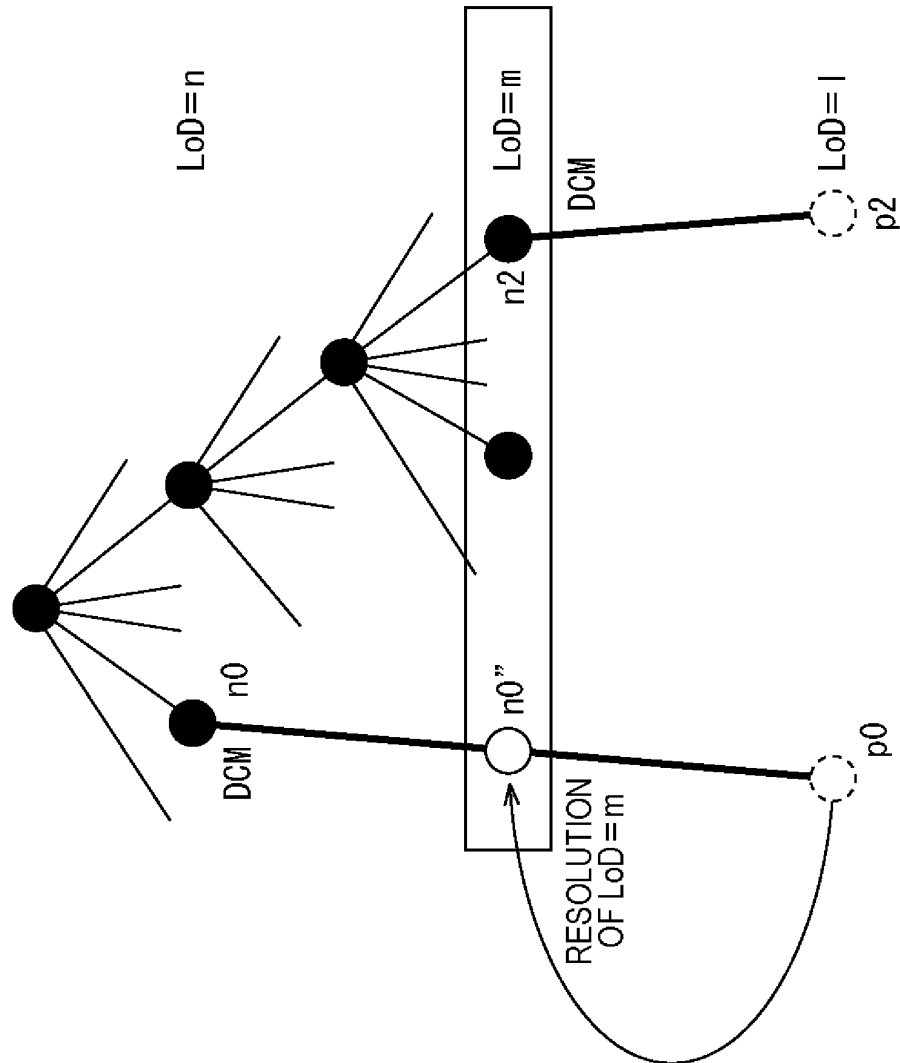 LoD=n
LoD=m
LoD=l
n0
DCM
n2
DCM
n0”
RESOLUTION
OF LoD=m
p0
p2